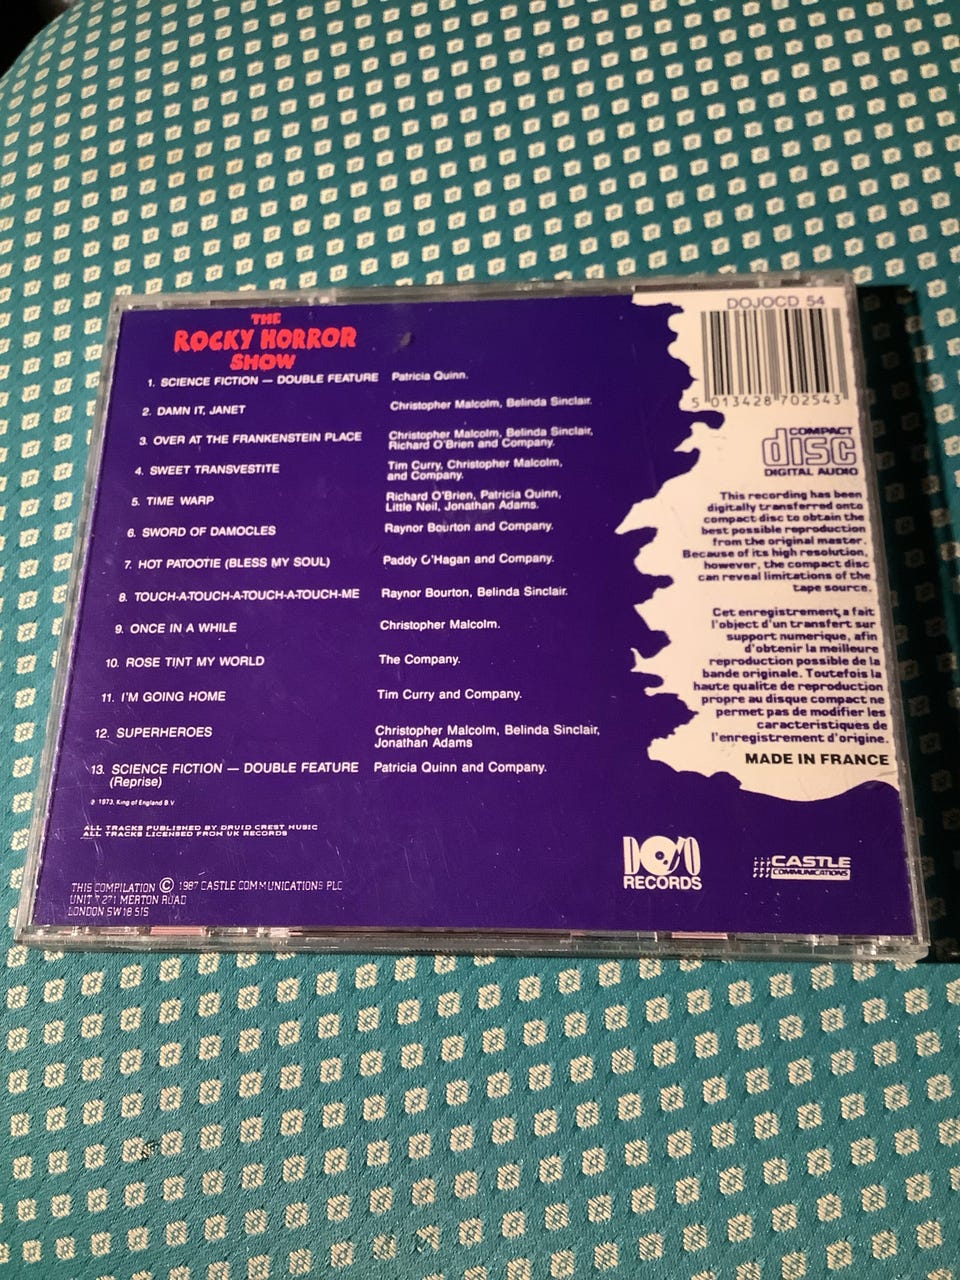 THE
ROCKY HORROR
SHOW
1. SCIENCE FICTION — DOUBLE FEATURE Patricia Quinn.
2. DAMN IT, JANET Christopher Malcolm, Belinda Sinclair.
3. OVER AT THE FRANKENSTEIN PLACE Christopher Malcolm, Belinda Sinclair,
Richard O'Brien and Company.
4. SWEET TRANSVESTITE Tim Curry, Christopher Malcolm,
and Company.
5. TIME WARP Richard O'Brien, Patricia Quinn,
Little Neil, Jonathan Adams.
6. SWORD OF DAMOCLES Raynor Bourton and Company.
7. HOT PATOOTIE (BLESS MY SOUL) Paddy O'Hagan and Company.
8. TOUCH-A-TOUCH-A-TOUCH-A-TOUCH-ME Raynor Bourton, Belinda Sinclair.
9. ONCE IN A WHILE Christopher Malcolm.
10. ROSE TINT MY WORLD The Company.
11. I'M GOING HOME Tim Curry and Company.
12. SUPERHEROES Christopher Malcolm, Belinda Sinclair,
Jonathan Adams
13. SCIENCE FICTION — DOUBLE FEATURE Patricia Quinn and Company.
(Reprise)
℗ 1973, King of England B.V
ALL TRACKS PUBLISHED BY DRUID CREST MUSIC
ALL TRACKS LICENSED FROM UK RECORDS
THIS COMPILATION © 1987 CASTLE COMMUNICATIONS PLC
UNIT 7 271 MERTON ROAD
LONDON SW18 5JS
DOJOCD 54
5 013428 702543
COMPACT
disc
DIGITAL AUDIO
This recording has been
digitally transferred onto
compact disc to obtain the
best possible reproduction
from the original master.
Because of its high resolution,
however, the compact disc
can reveal limitations of the
tape source.
Cet enregistrement, a fait
l'object d'un transfert sur
support numerique, afin
d'obtenir la meilleure
reproduction possible de la
bande originale. Toutefois la
haute qualite de reproduction
propre au disque compact ne
permet pas de modifier les
caracteristiques de
l'enregistrement d'origine.
MADE IN FRANCE
DOJO
RECORDS
CASTLE
COMMUNICATIONS